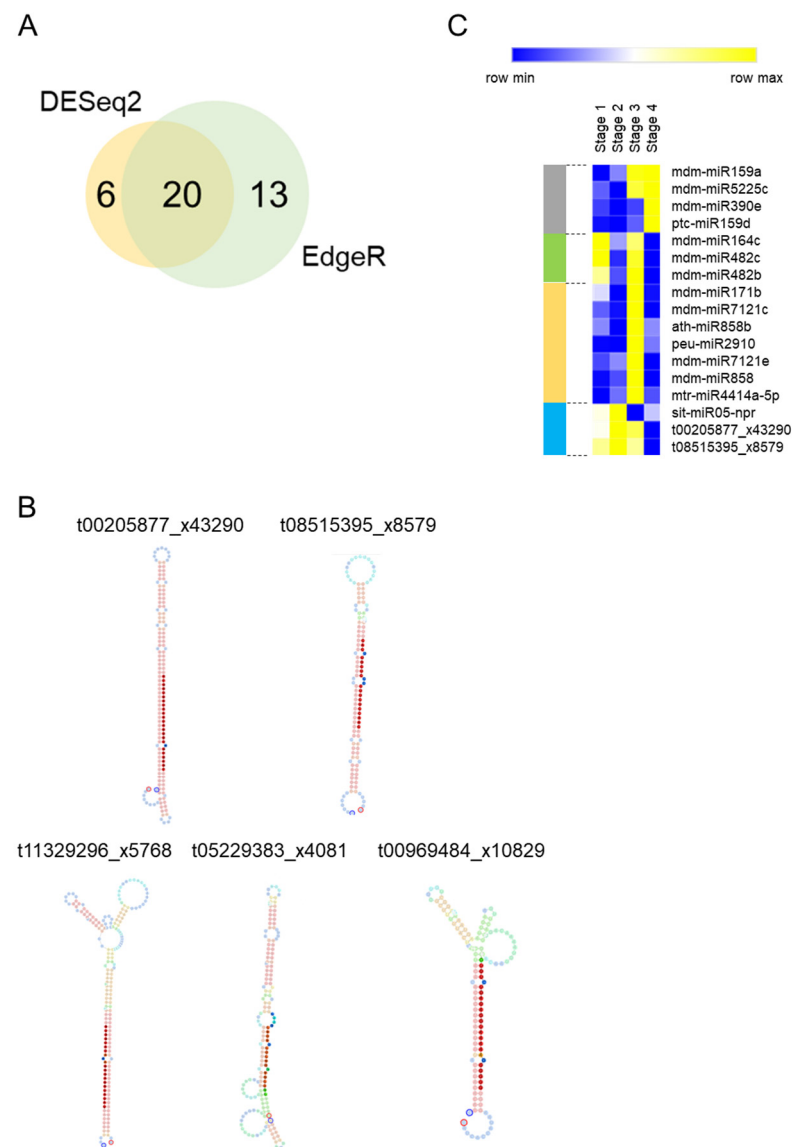 A
DESeq2
6
20
13
EdgeR
C
row min
row max
Stage 1
Stage 2
Stage 3
Stage 4
mdm-miR159a
mdm-miR5225c
mdm-miR390e
ptc-miR159d
mdm-miR164c
mdm-miR482c
mdm-miR482b
mdm-miR171b
mdm-miR7121c
ath-miR858b
peu-miR2910
mdm-miR7121e
mdm-miR858
mtr-miR4414a-5p
sit-miR05-npr
t00205877_x43290
t08515395_x8579
B
t00205877_x43290
t08515395_x8579
t11329296_x5768
t05229383_x4081
t00969484_x10829